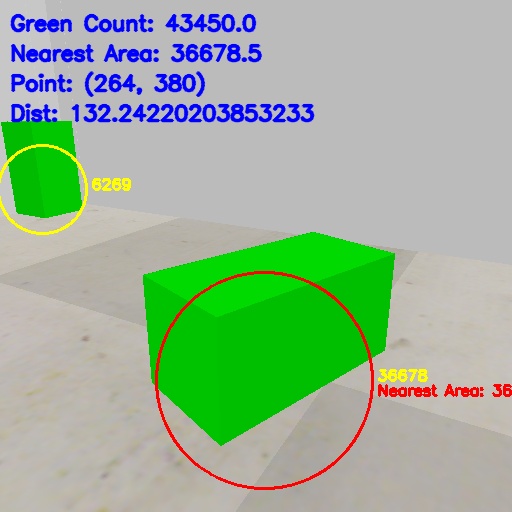 Green Count: 43450.0
Nearest Area: 36678.5
Point: (264, 380)
Dist: 132.24220203853233
6269
36678
Nearest Area: 36